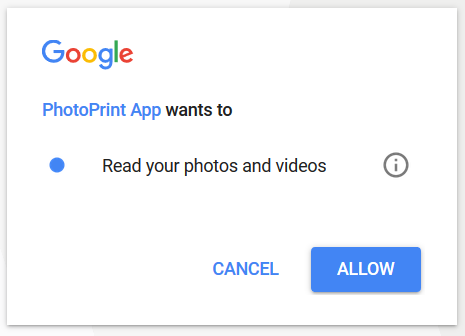 Google
PhotoPrint App wants to
Read your photos and videos
CANCEL ALLOW